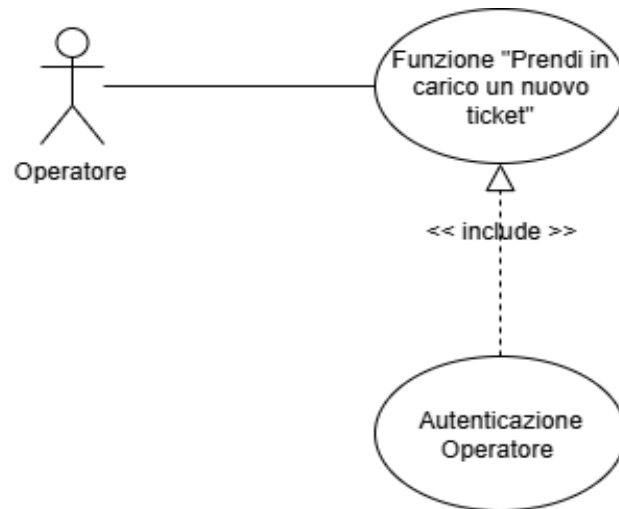 Funzione "Prendi in
carico un nuovo
ticket"
Operatore
<< include >>
Autenticazione
Operatore